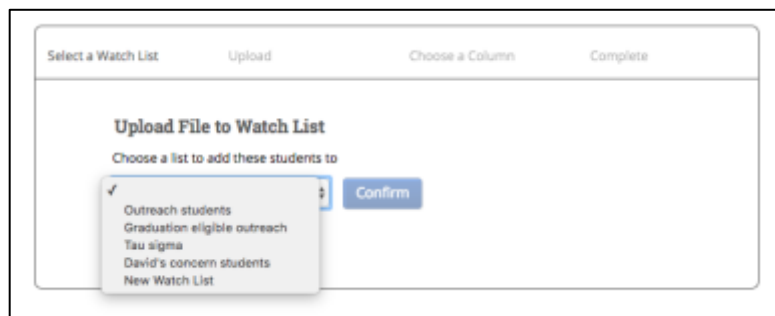 Select a Watch List Upload Choose a Column Complete
Upload File to Watch List
Choose a list to add these students to
✓
Confirm
Outreach students
Graduation eligible outreach
Tau sigma
David's concern students
New Watch List